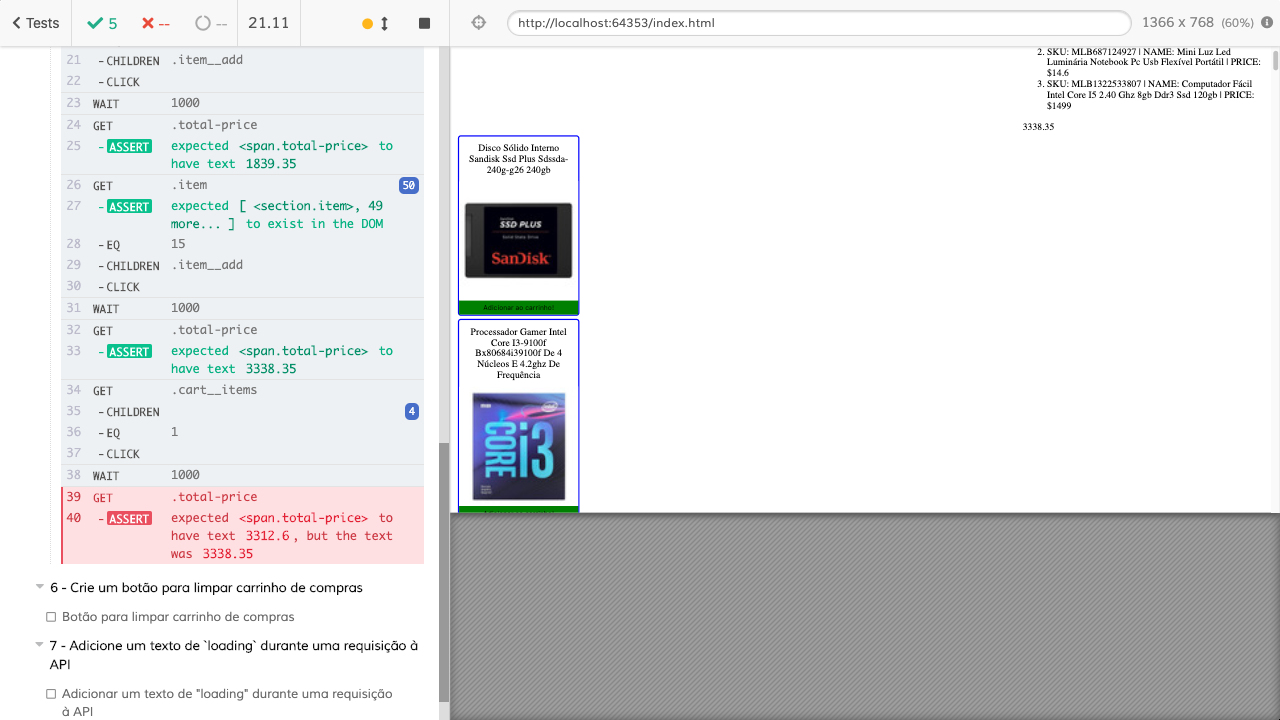 Tests
5
--
--
21.11
http://localhost:64353/index.html
1366 x 768 (60%)
21 -CHILDREN .item__add
22 -CLICK
23 WAIT 1000
24 GET .total-price
25 -ASSERT expected <span.total-price> to
have text 1839.35
26 GET .item 50
27 -ASSERT expected [ <section.item>, 49
more... ] to exist in the DOM
28 -EQ 15
29 -CHILDREN .item__add
30 -CLICK
31 WAIT 1000
32 GET .total-price
33 -ASSERT expected <span.total-price> to
have text 3338.35
34 GET .cart__items
35 -CHILDREN 4
36 -EQ 1
37 -CLICK
38 WAIT 1000
39 GET .total-price
40 -ASSERT expected <span.total-price> to
have text 3312.6, but the text
was 3338.35
6 - Crie um botão para limpar carrinho de compras
Botão para limpar carrinho de compras
7 - Adicione um texto de `loading` durante uma requisição à
API
Adicionar um texto de "loading" durante uma requisição
à API
2. SKU: MLB687124927 | NAME: Mini Luz Led
Luminária Notebook Pc Usb Flexível Portátil | PRICE:
$14.6
3. SKU: MLB1322533807 | NAME: Computador Fácil
Intel Core I5 2.40 Ghz 8gb Ddr3 Ssd 120gb | PRICE:
$1499
3338.35
Disco Sólido Interno
Sandisk Ssd Plus Sdssda-
240g-g26 240gb
SSD PLUS
SanDisk
Adicionar ao carrinho!
Processador Gamer Intel
Core I3-9100f
Bx80684i39100f De 4
Núcleos E 4.2ghz De
Frequência
CORE i3